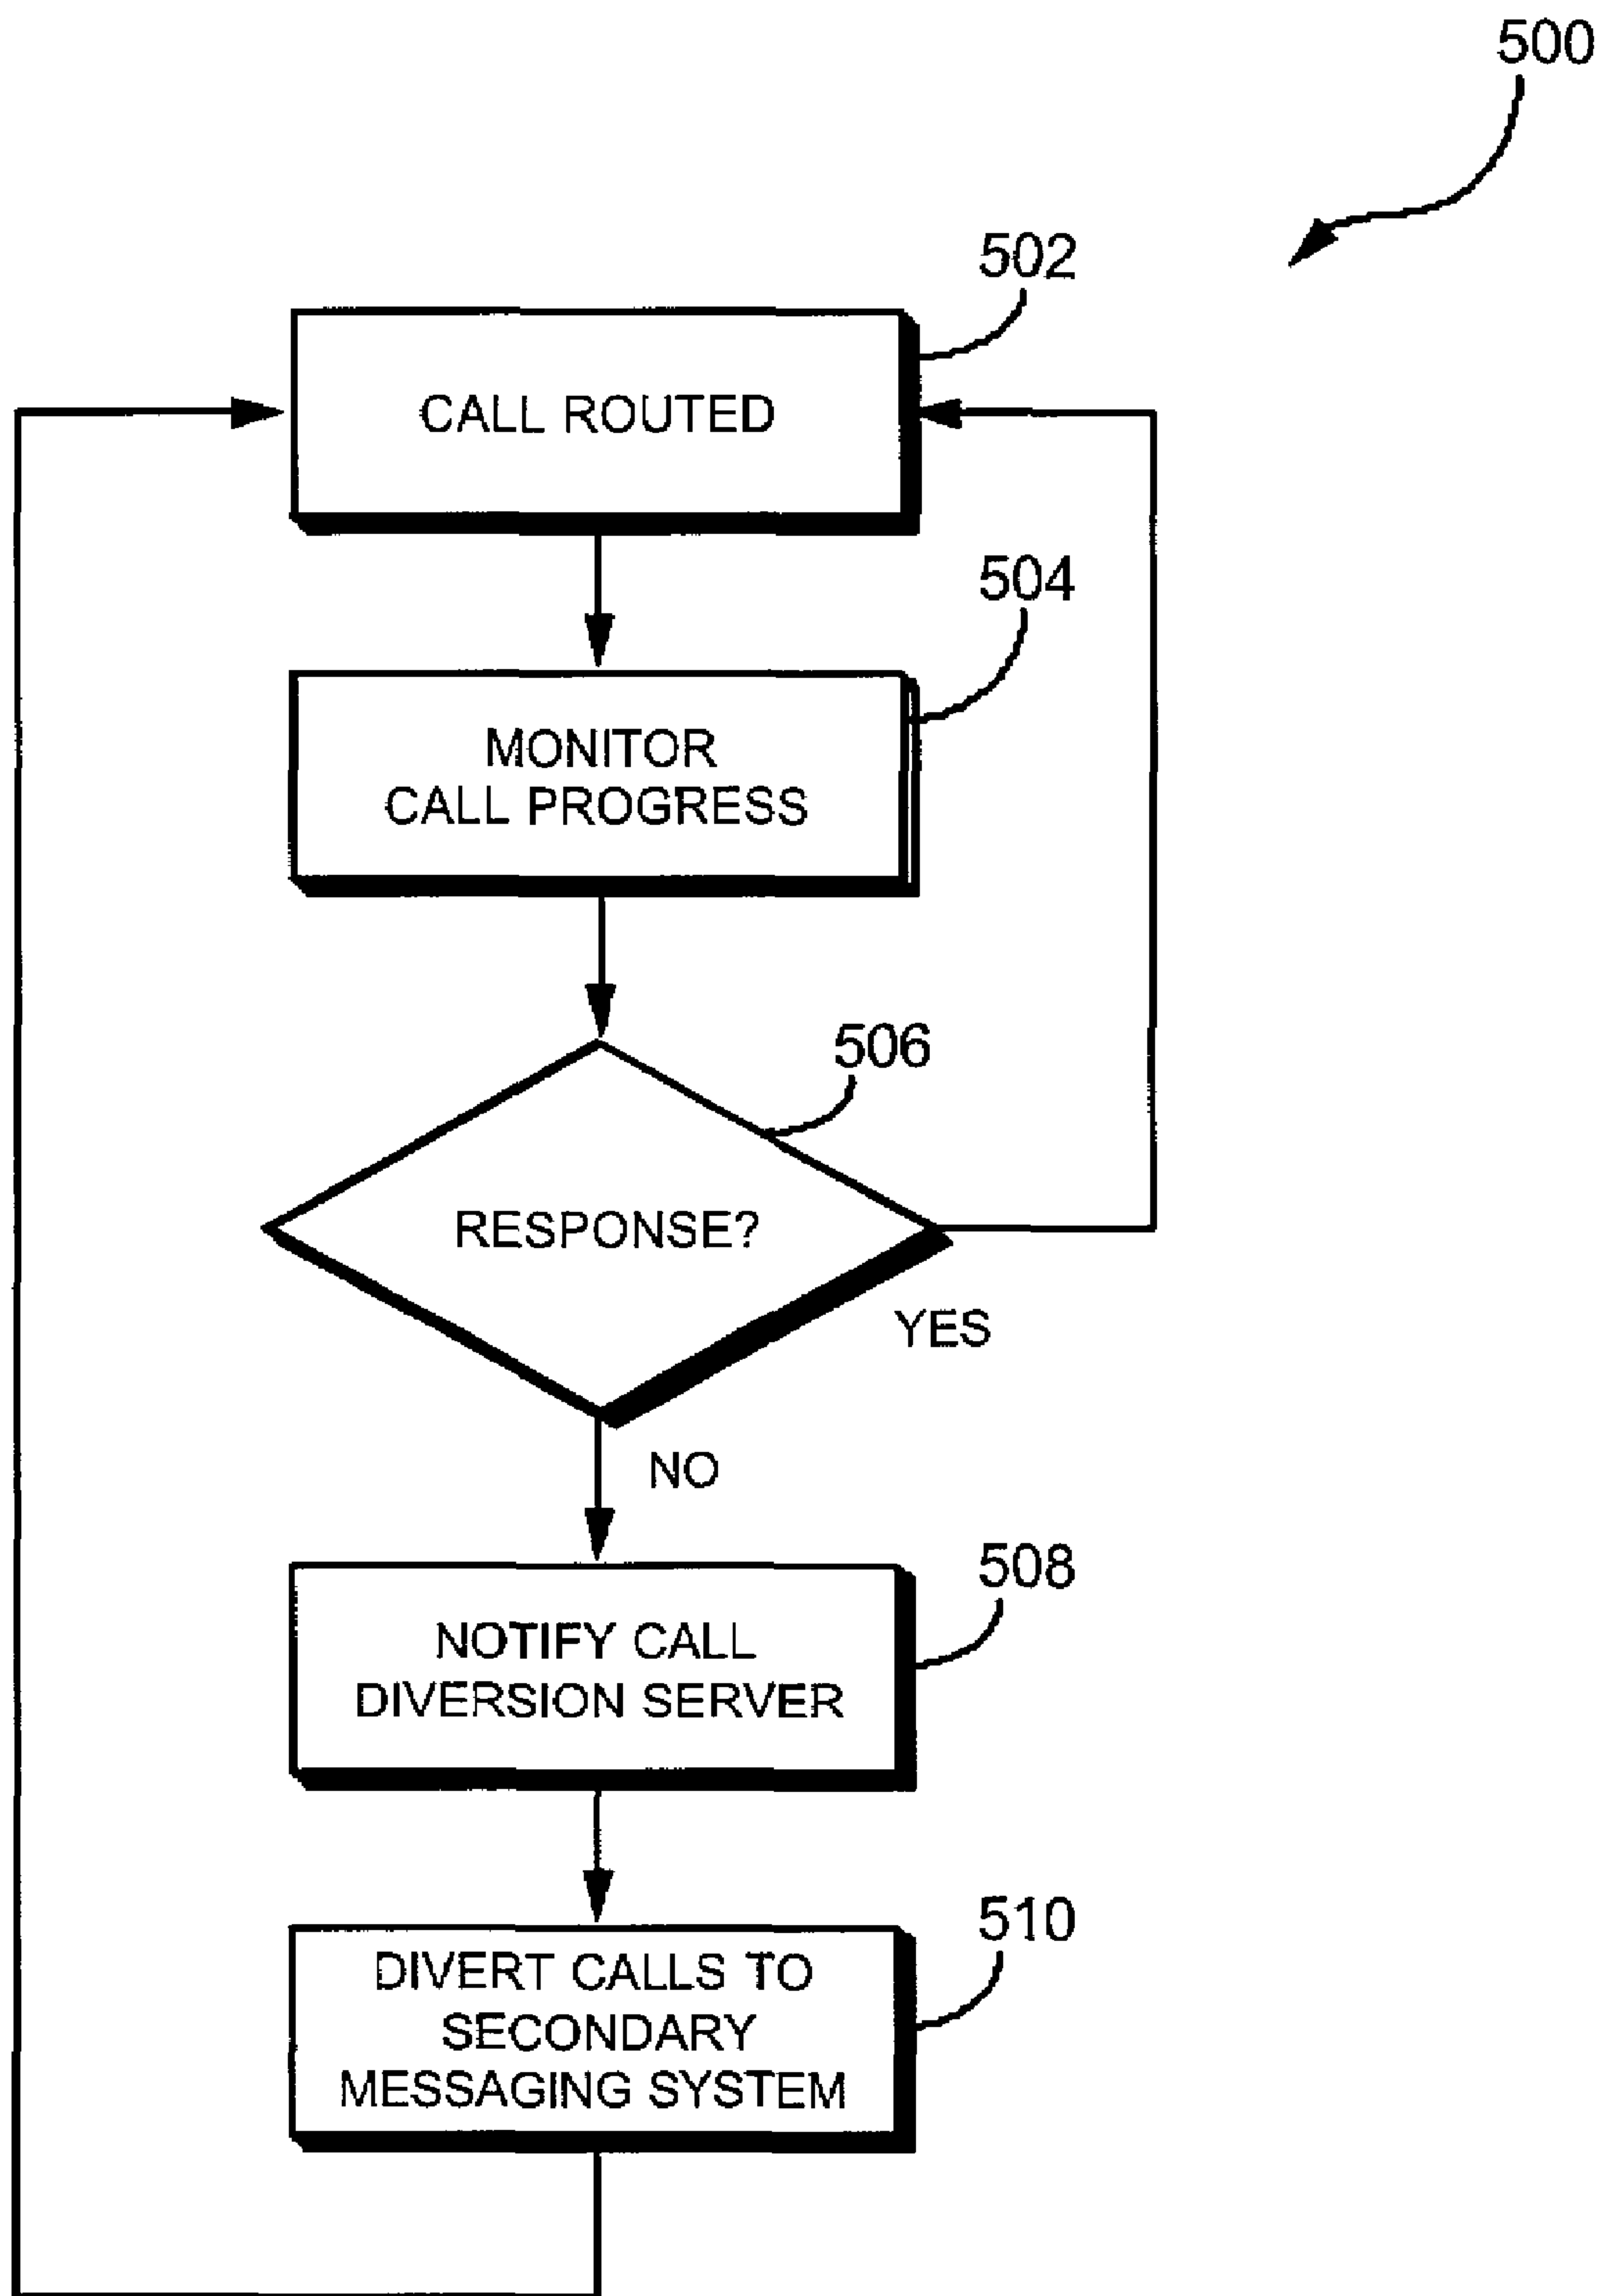 500
502
CALL ROUTED
504
MONITOR
CALL PROGRESS
506
RESPONSE?
YES
NO
508
NOTIFY CALL
DIVERSION SERVER
510
DIVERT CALLS TO
SECONDARY
MESSAGING SYSTEM